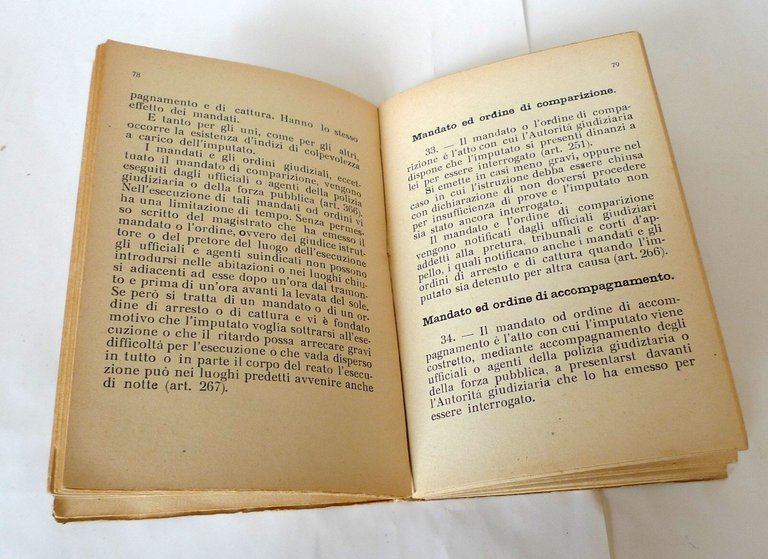 78
pagnamento e di cattura. Hanno lo stesso
effetto dei mandati.
E tanto per gli uni, come per gli altri,
occorre la esistenza d'indizi di colpevolezza
a carico dell'imputato.
I mandati e gli ordini giudiziali, eccet-
tuato il mandato di comparizione, vengono
eseguiti dagli ufficiali o agenti della polizia
giudiziaria o della forza pubblica (art. 366).
Nell'esecuzione di tali mandati od ordini vi
ha una limitazione di tempo. Senza permes-
so scritto del magistrato che ha emesso il
mandato o l'ordine, ovvero del giudice istrut-
tore o del pretore del luogo dell'esecuzione
gli ufficiali e agenti suindicati non possono
introdursi nelle abitazioni o nei luoghi chiu-
si adiacenti ad esse dopo un'ora dal tramon-
to e prima di un'ora avanti la levata del sole.
Se però si tratta di un mandato o di un or-
dine di arresto o di cattura e vi è fondato
motivo che l'imputato voglia sottrarsi all'ese-
cuzione o che il ritardo possa arrecare gravi
difficoltà per l'esecuzione o che vada disperso
in tutto o in parte il corpo del reato l'esecu-
zione può nei luoghi predetti avvenire anche
di notte (art. 267).
79
Mandato ed ordine di comparizione.
33. — Il mandato o l'ordine di compa-
rizione è l'atto con cui l'Autorità giudiziaria
dispone che l'imputato si presenti dinanzi a
lei per essere interrogato (art. 251).
Si emette in casi meno gravi, oppure nel
caso in cui l'istruzione debba essere chiusa
con dichiarazione di non doversi procedere
per insufficienza di prove e l'imputato non
sia stato ancora interrogato.
Il mandato e l'ordine di comparizione
vengono notificati dagli ufficiali giudiziari
addetti alla pretura, tribunali e corti d'ap-
pello, i quali notificano anche i mandati e gli
ordini di arresto e di cattura quando l'im-
putato sia detenuto per altra causa (art. 2b6).
Mandato ed ordine di accompagnamento.
34. — Il mandato od ordine di accom-
pagnamento è l'atto con cui l'imputato viene
costretto, mediante accompagnamento degli
ufficiali o agenti della polizia giudiztaria o
della forza pubblica, a presentarst davanti
l'Autorità giudiziaria che lo ha emesso per
essere interrogato.